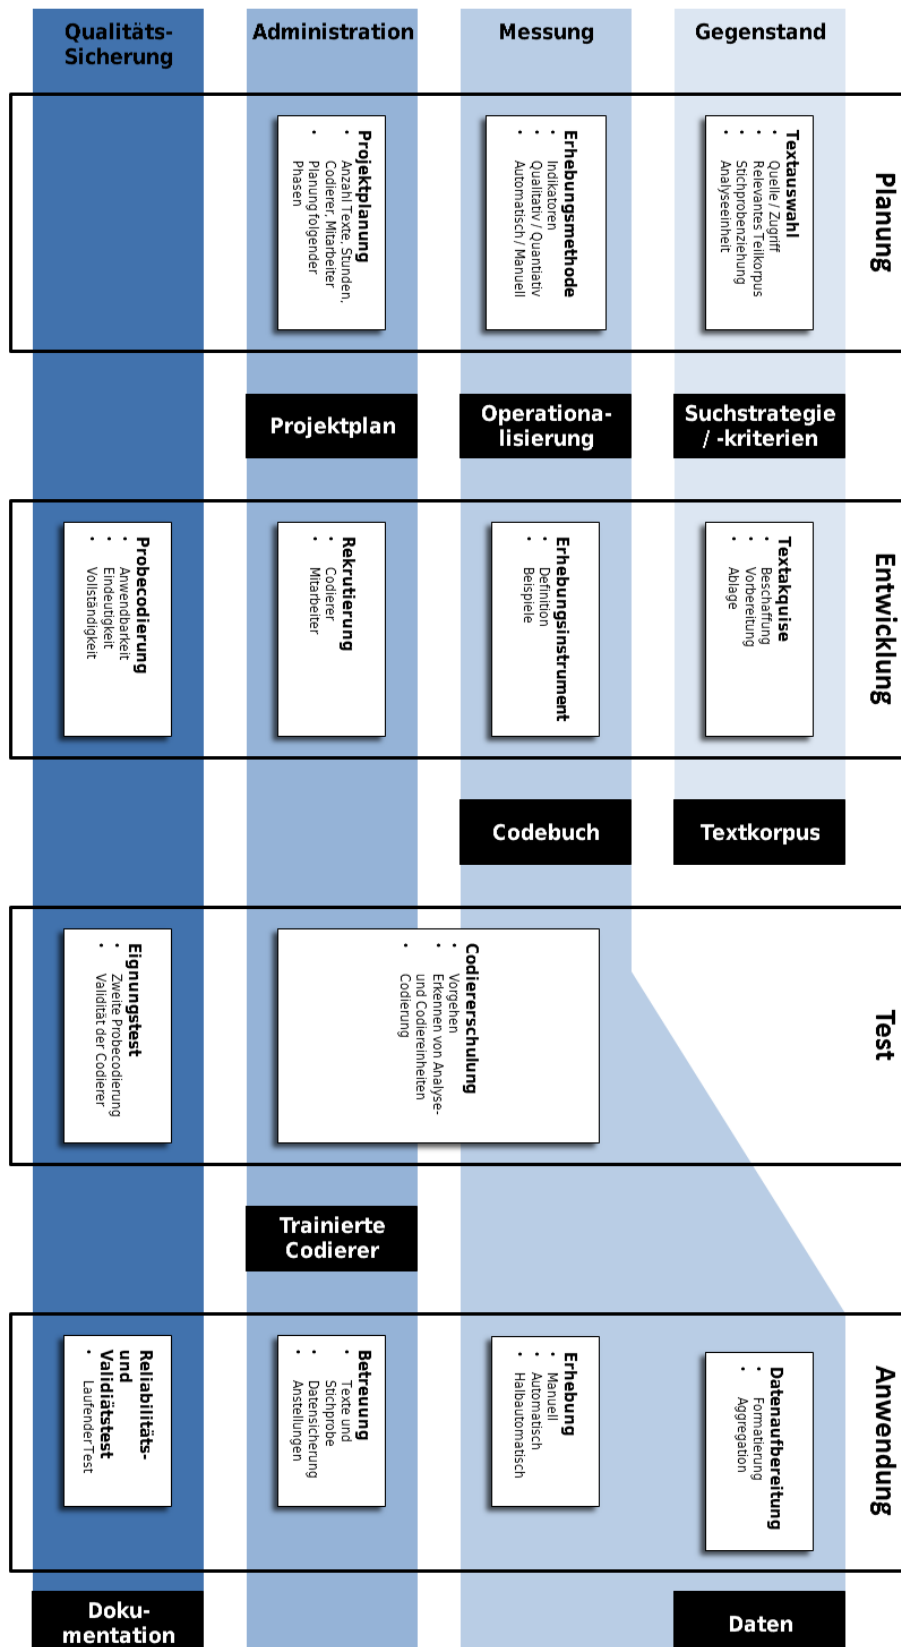 Qualitäts-
Sicherung
Administration
Messung
Gegenstand
Planung
Projektplanung
• Anzahl Texte, Stunden,
Codierer, Mitarbeiter
• Planung folgender
Phasen
Erhebungsmethode
• Indikatoren
• Qualitativ / Quantiativ
• Automatisch / Manuell
Textauswahl
• Quelle / Zugriff
• Relevantes Teilkorpus
• Stichprobenziehung
• Analyseeinheit
Projektplan
Operationa-
lisierung
Suchstrategie
/ -kriterien
Entwicklung
Probecodierung
• Anwendbarkeit
• Eindeutigkeit
• Vollständigkeit
Rekrutierung
• Codierer
• Mitarbeiter
Erhebungsinstrument
• Definition
• Beispiele
Textakquise
• Beschaffung
• Vorbereitung
• Ablage
Codebuch
Textkorpus
Test
Eignungstest
• Zweite Probecodierung
• Validität der Codierer
Codiererschulung
• Vorgehen
• Erkennen von Analyse-
und Codiereinheiten
• Codierung
Trainierte
Codierer
Anwendung
Reliabilitäts-
und
Validiätstest
• Laufender Test
Betreuung
• Texte und
Stichprobe
• Datensicherung
• Anstellungen
Erhebung
• Manuell
• Automatisch
• Halbautomatisch
Datenaufbereitung
• Formatierung
• Aggregation
Doku-
mentation
Daten